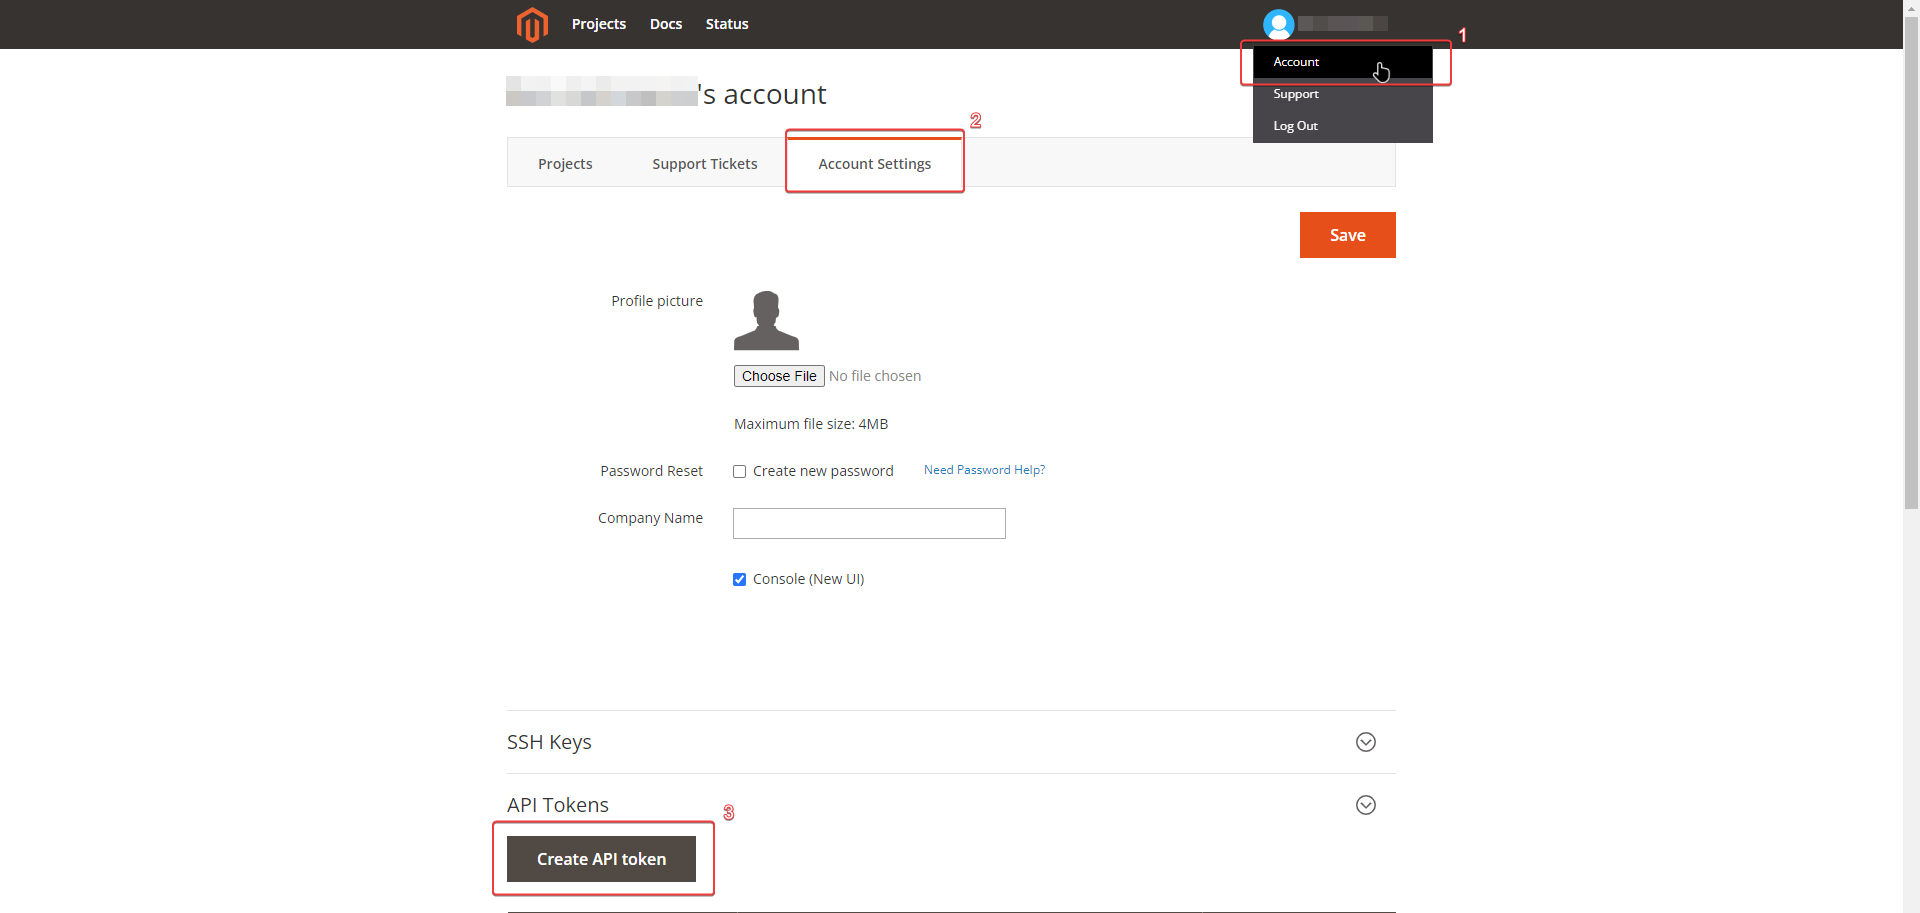 Projects Docs Status
1
Account
Support
Log Out
's account
2
Projects Support Tickets Account Settings
Save
Profile picture
Choose File No file chosen
Maximum file size: 4MB
Password Reset Create new password Need Password Help?
Company Name
Console (New UI)
SSH Keys
API Tokens
3
Create API token